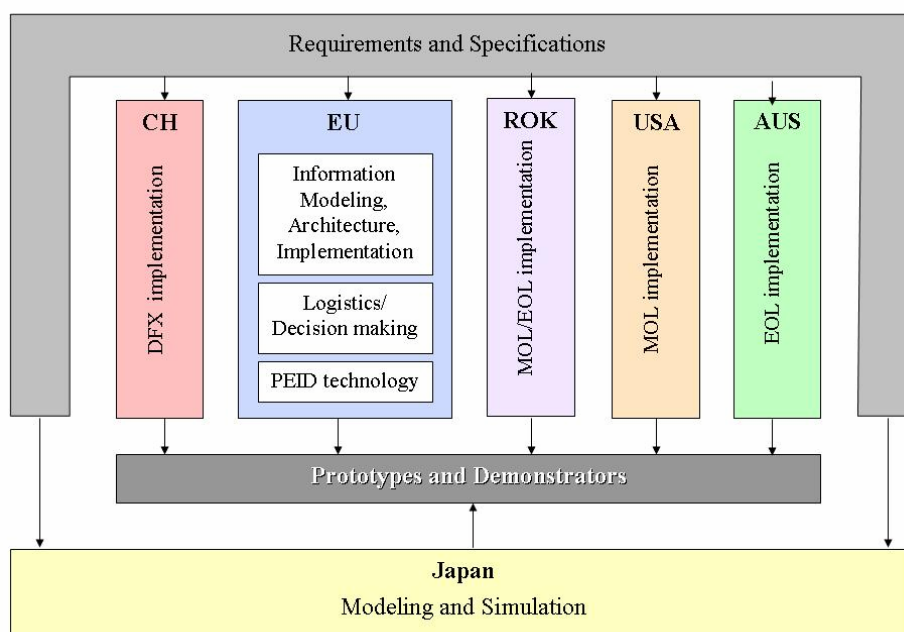 Requirements and Specifications
CH
DFX implementation
EU
Information
Modeling,
Architecture,
Implementation
Logistics/
Decision making
PEID technology
ROK
MOL/EOL implementation
USA
MOL implementation
AUS
EOL implementation
Prototypes and Demonstrators
Japan
Modeling and Simulation